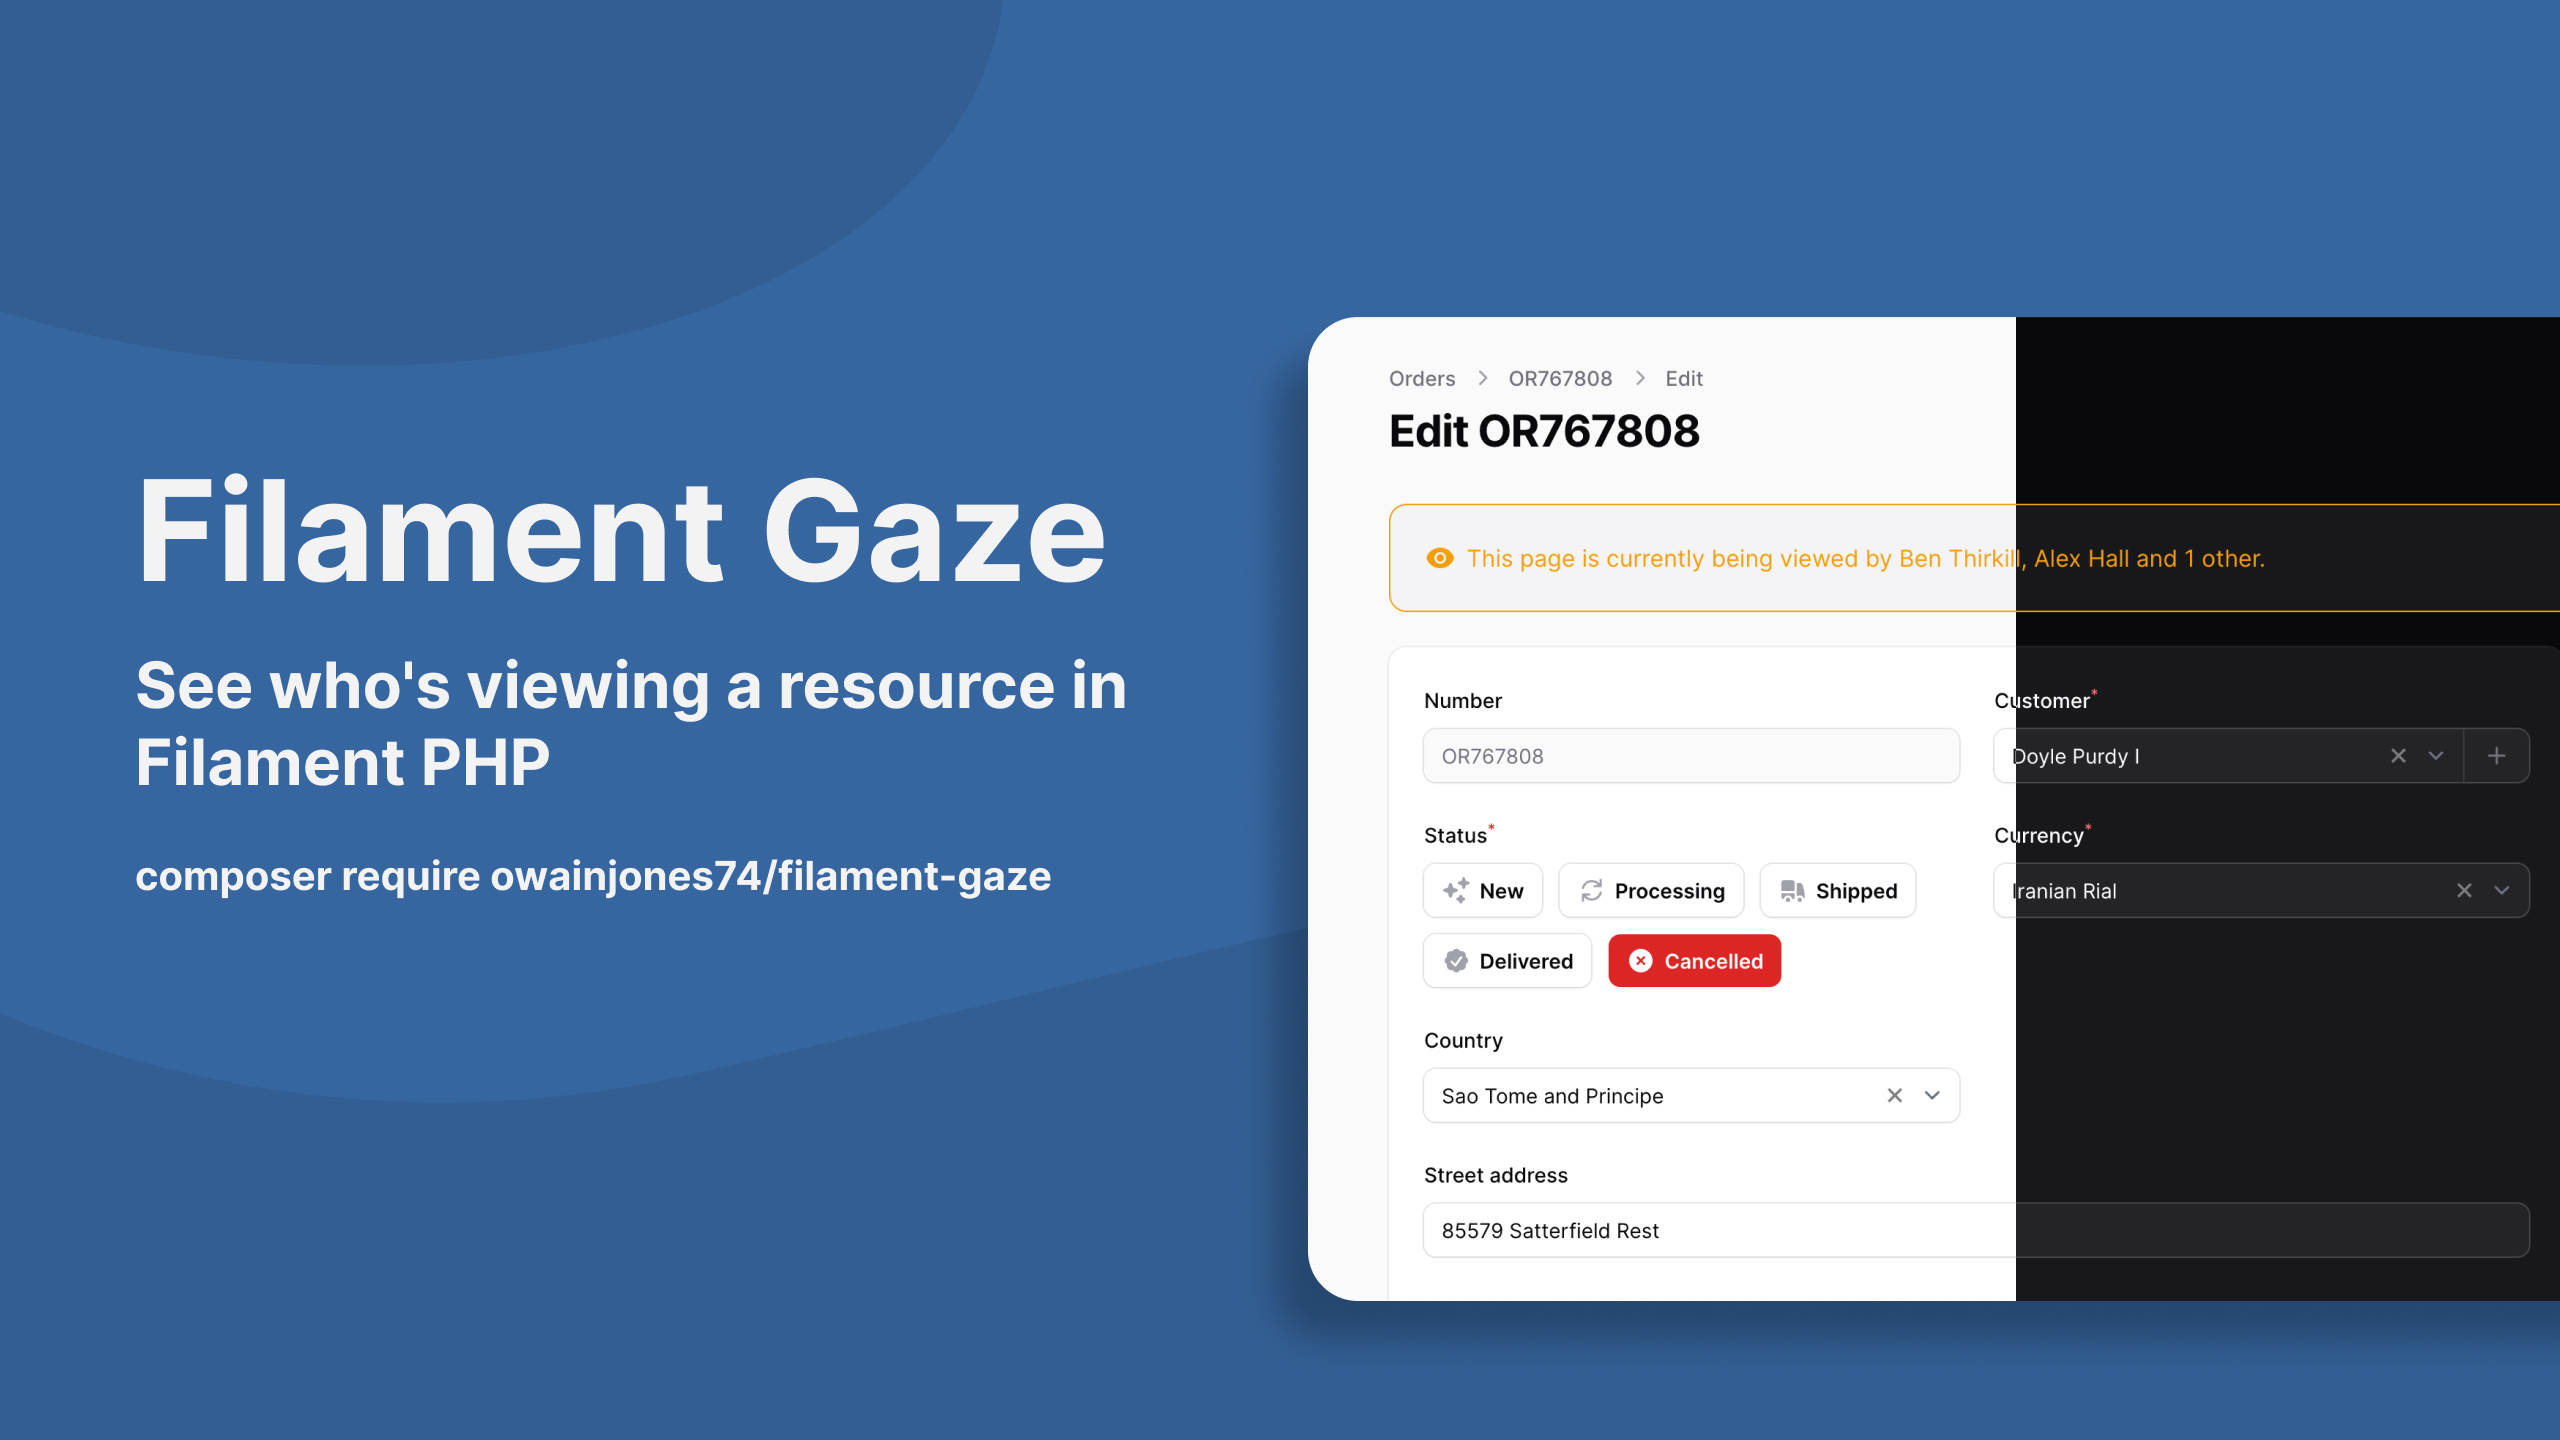 Filament Gaze
See who's viewing a resource in
Filament PHP
composer require owainjones74/filament-gaze
Orders > OR767808 > Edit
Edit OR767808
This page is currently being viewed by Ben Thirkill, Alex Hall and 1 other.
Number
Customer*
OR767808
Doyle Purdy I
Status*
Currency*
New
Processing
Shipped
Iranian Rial
Delivered
Cancelled
Country
Sao Tome and Principe
Street address
85579 Satterfield Rest